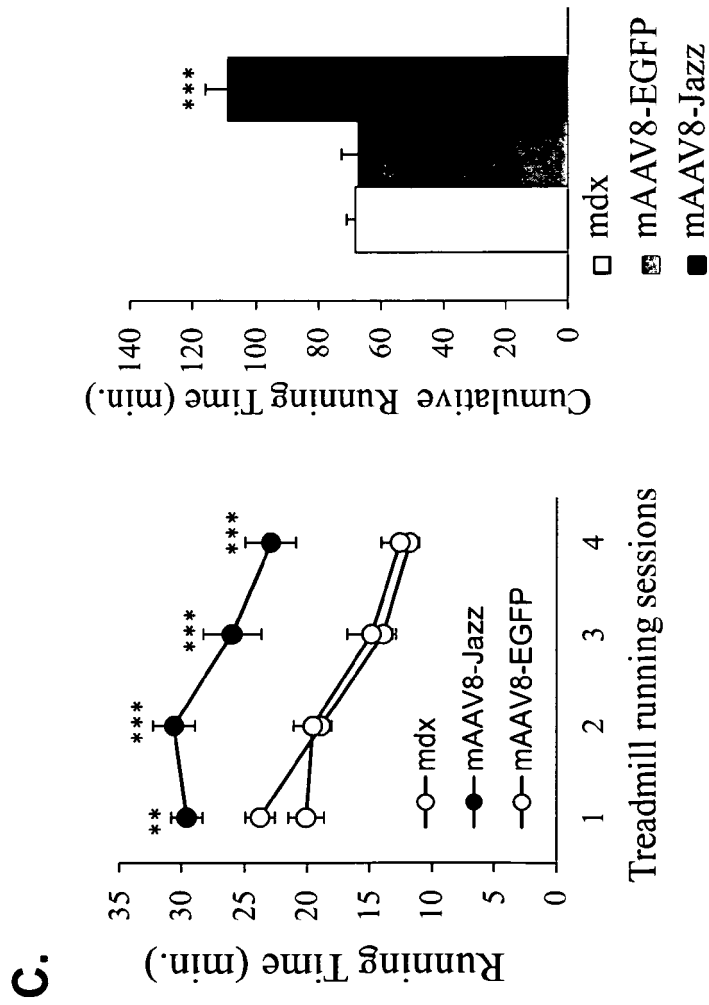 C.
Running Time (min.)
35
30
25
20
15
10
5
0
**
***
***
***
mdx
mAAV8-Jazz
mAAV8-EGFP
1 2 3 4
Treadmill running sessions
Cumulative Running Time (min.)
140
120
100
80
60
40
20
0
***
mdx
mAAV8-EGFP
mAAV8-Jazz